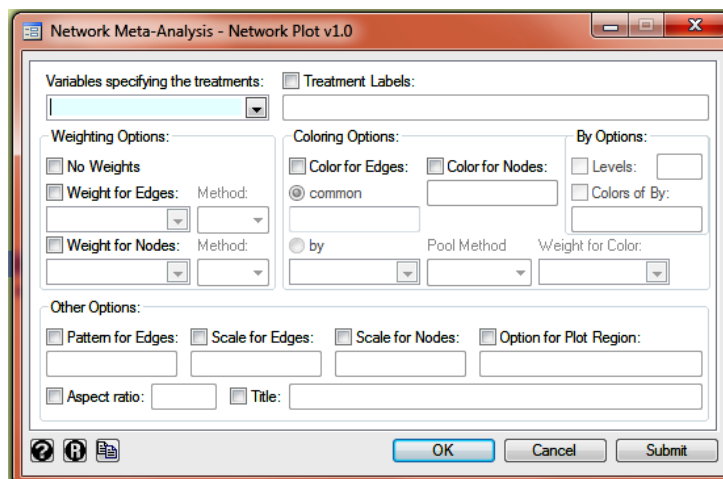 Network Meta-Analysis - Network Plot v1.0
Variables specifying the treatments: Treatment Labels:
Weighting Options: Coloring Options: By Options:
No Weights Color for Edges: Color for Nodes: Levels:
Weight for Edges: Method: common Colors of By:
Weight for Nodes: Method: by Pool Method Weight for Color:
Other Options:
Pattern for Edges: Scale for Edges: Scale for Nodes: Option for Plot Region:
Aspect ratio: Title:
? R OK Cancel Submit